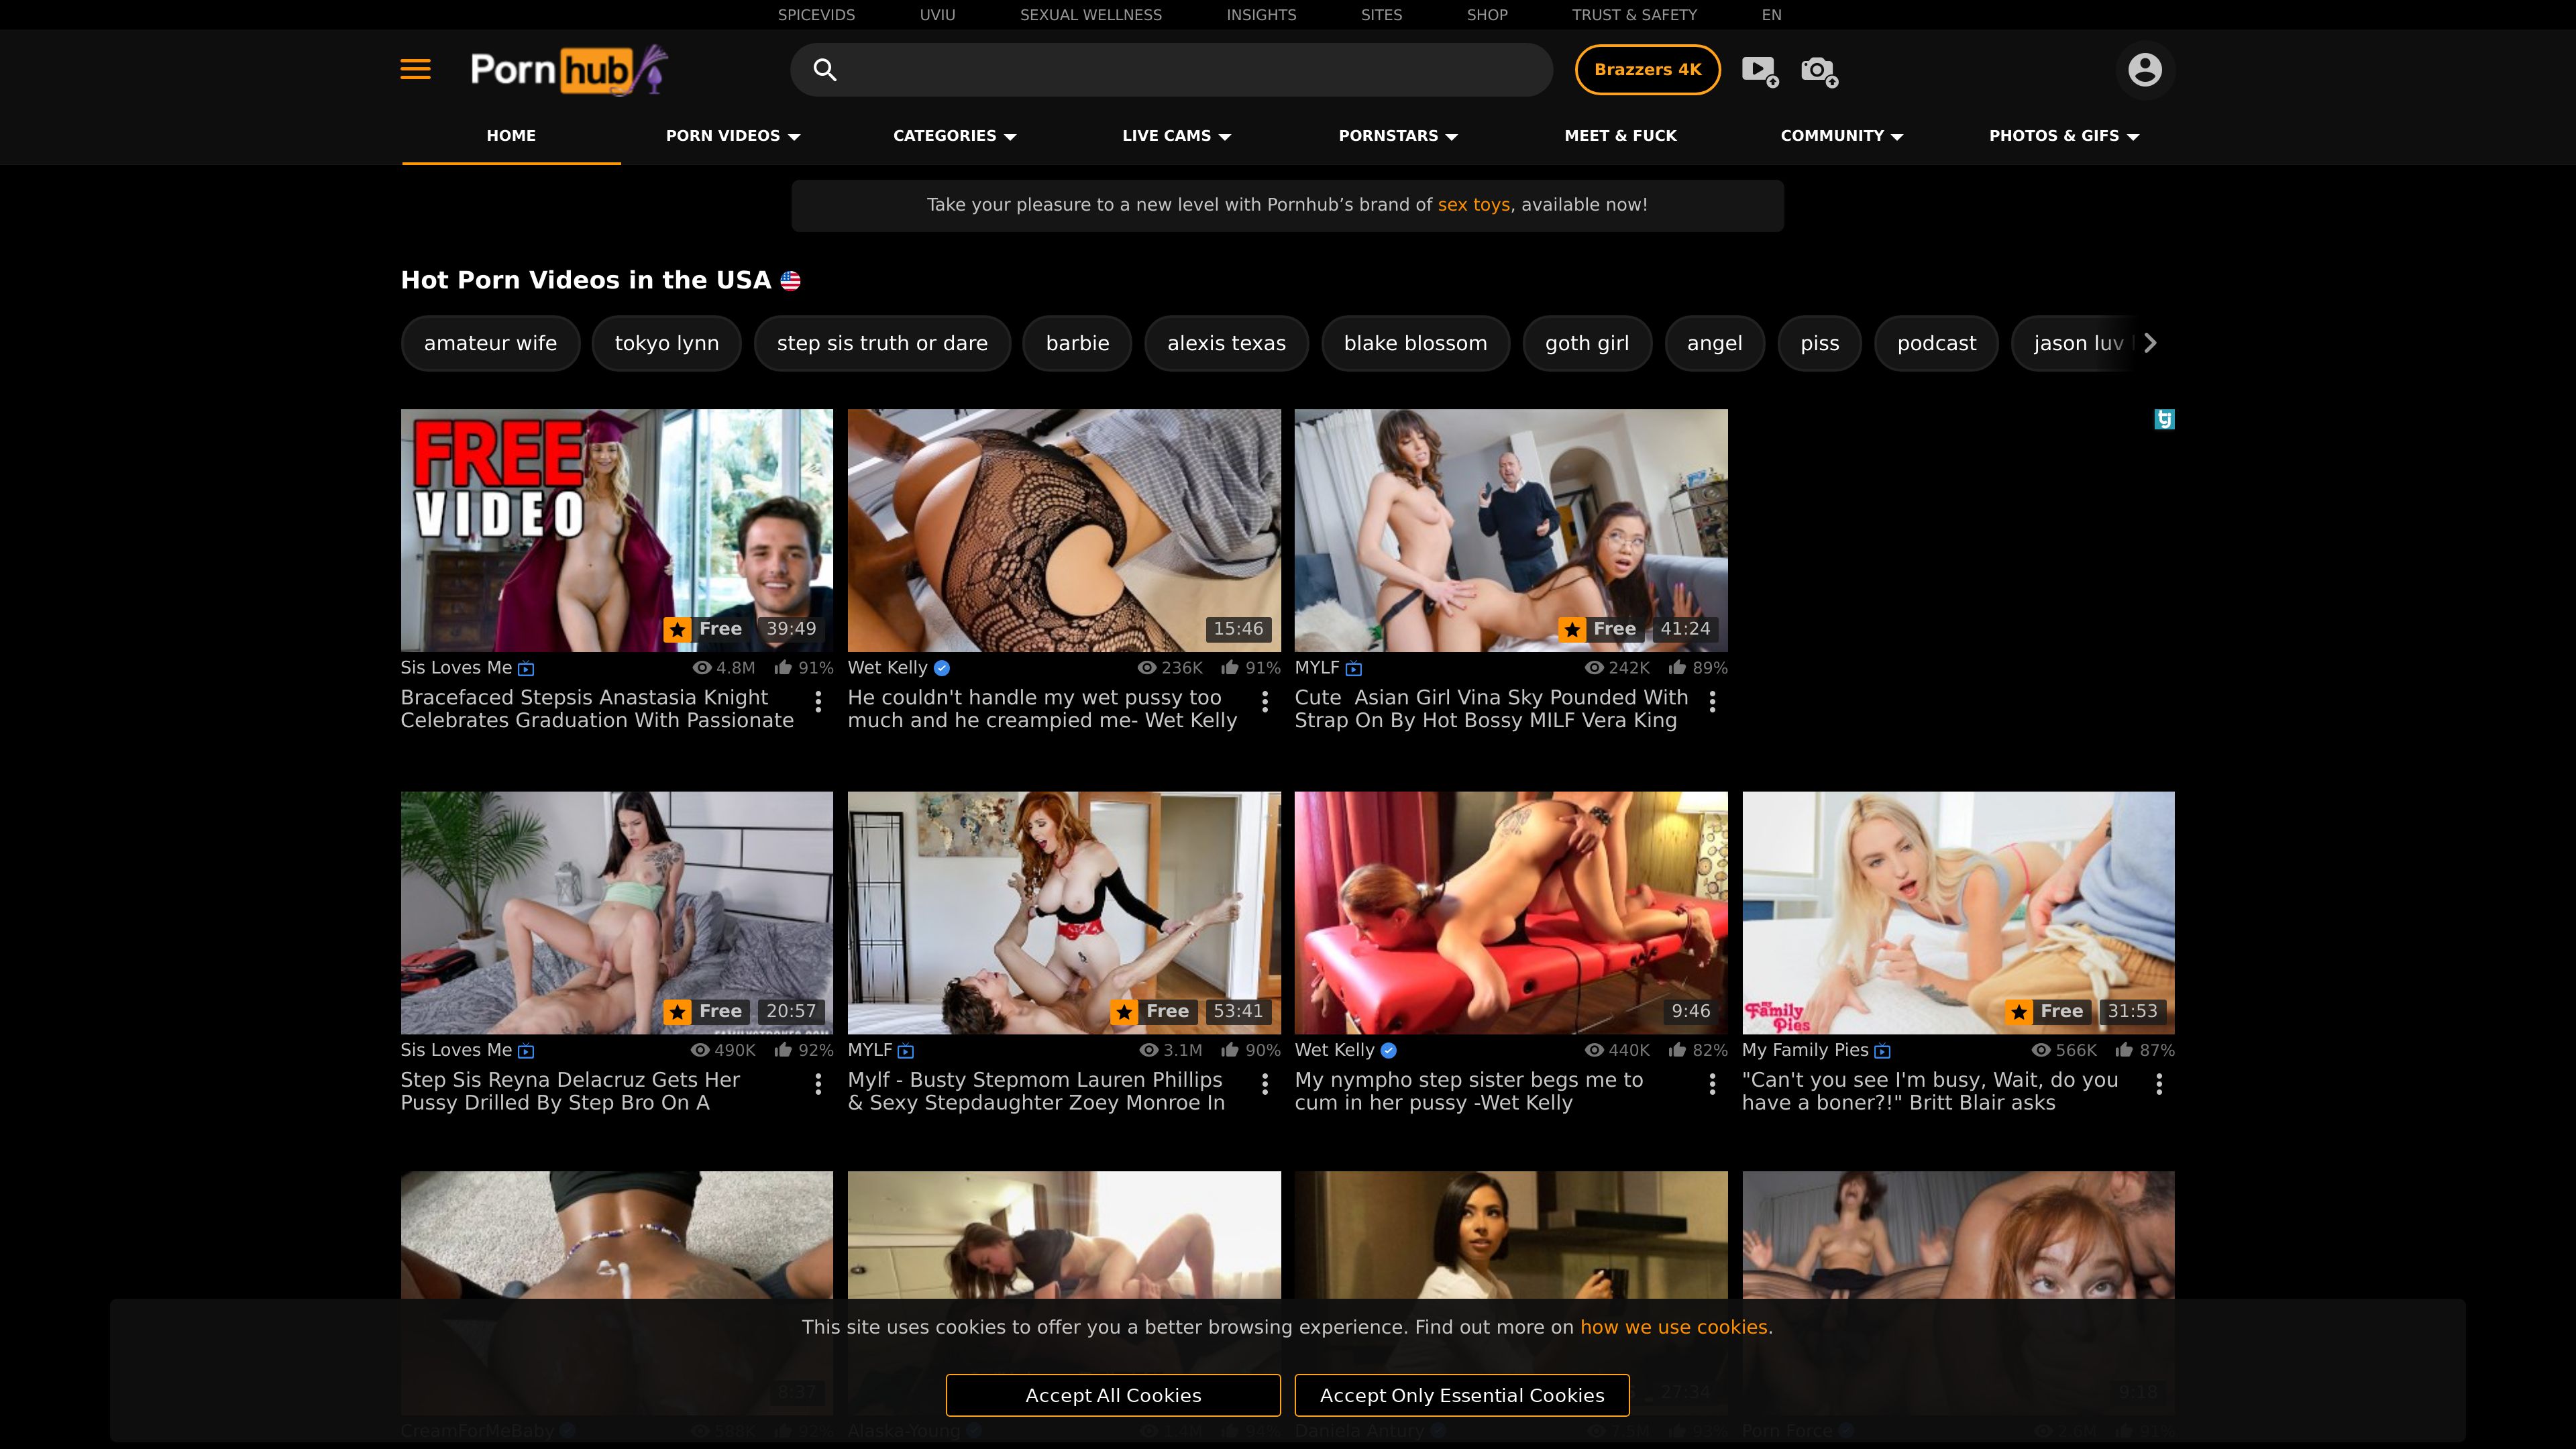 SPICEVIDS UVIU SEXUAL WELLNESS INSIGHTS SITES SHOP TRUST & SAFETY EN
Pornhub
Brazzers 4K
HOME PORN VIDEOS CATEGORIES LIVE CAMS PORNSTARS MEET & FUCK COMMUNITY PHOTOS & GIFS
Take your pleasure to a new level with Pornhub’s brand of sex toys, available now!
Hot Porn Videos in the USA
amateur wife tokyo lynn step sis truth or dare barbie alexis texas blake blossom goth girl angel piss podcast jason luv
tj
FREE
VIDEO
Free 39:49
15:46
Free 41:24
Sis Loves Me 4.8M 91%
Bracefaced Stepsis Anastasia Knight
Celebrates Graduation With Passionate
Wet Kelly 236K 91%
He couldn't handle my wet pussy too
much and he creampied me- Wet Kelly
MYLF 242K 89%
Cute  Asian Girl Vina Sky Pounded With
Strap On By Hot Bossy MILF Vera King
Free 20:57
Free 53:41
9:46
my
Family
Pies
Free 31:53
Sis Loves Me 490K 92%
Step Sis Reyna Delacruz Gets Her
Pussy Drilled By Step Bro On A
MYLF 3.1M 90%
Mylf - Busty Stepmom Lauren Phillips
& Sexy Stepdaughter Zoey Monroe In
Wet Kelly 440K 82%
My nympho step sister begs me to
cum in her pussy -Wet Kelly
My Family Pies 566K 87%
"Can't you see I'm busy, Wait, do you
have a boner?!" Britt Blair asks
This site uses cookies to offer you a better browsing experience. Find out more on how we use cookies.
Accept All Cookies Accept Only Essential Cookies
8:37
27:34
9:18
CreamForMeBaby 588K 92%
Alaska-Young
Daniela Antury
Porn Force